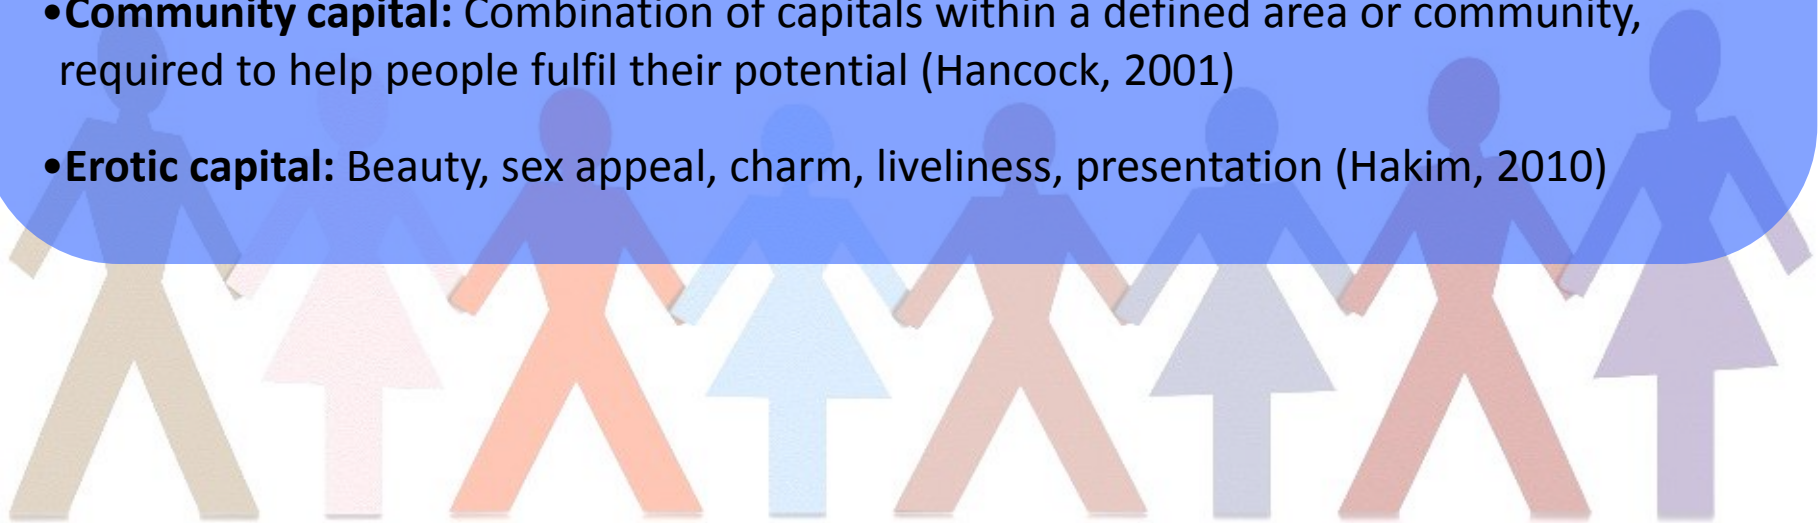 •Community capital: Combination of capitals within a defined area or community,
required to help people fulfil their potential (Hancock, 2001)
•Erotic capital: Beauty, sex appeal, charm, liveliness, presentation (Hakim, 2010)